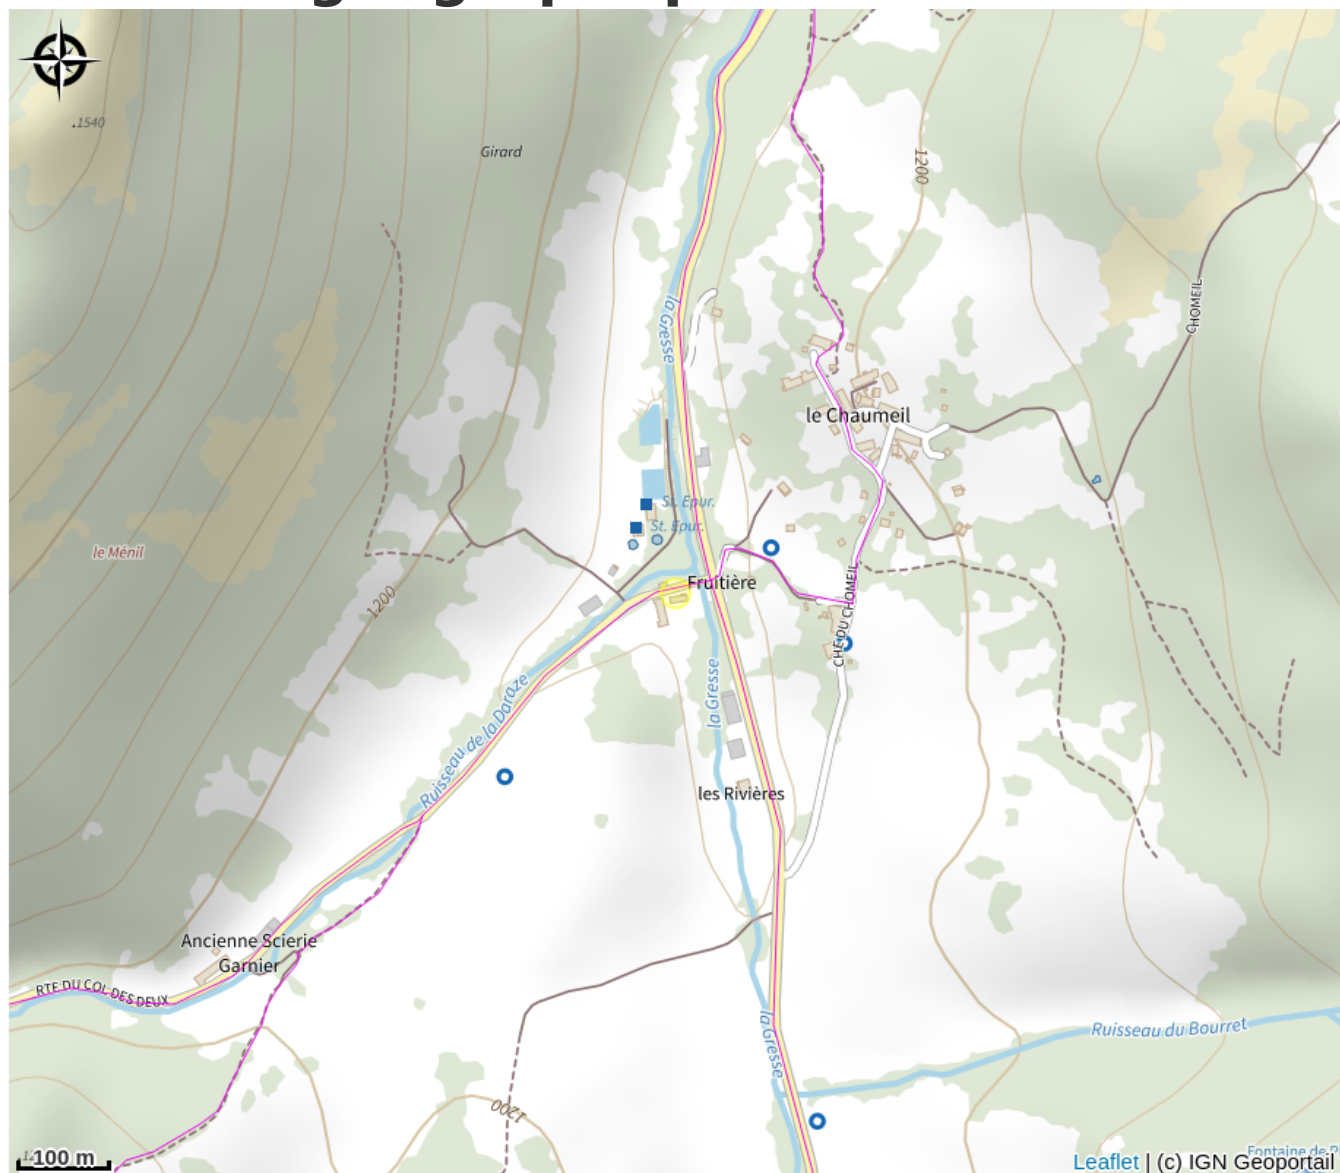 .1540
Girard
1200
CHOMEIL
la Gresse
le Chaumeil
St. Epur.
St. Epur.
le Ménil
Fruitière
1200
CHE DU CHOMEIL
la Gresse
Ruisseau de la Daraze
les Rivières
Ancienne Scierie
Garnier
RTE DU COL DES DEUX
la Gresse
Ruisseau du Bourret
1200
100 m
Fontaine de
Leaflet | (c) IGN Geoportail